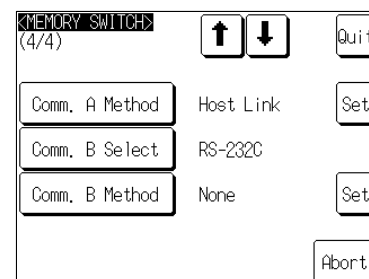 <MEMORY SWITCH>
(4/4)
Quit
Comm. A Method Host Link Set
Comm. B Select RS-232C
Comm. B Method None Set
Abort